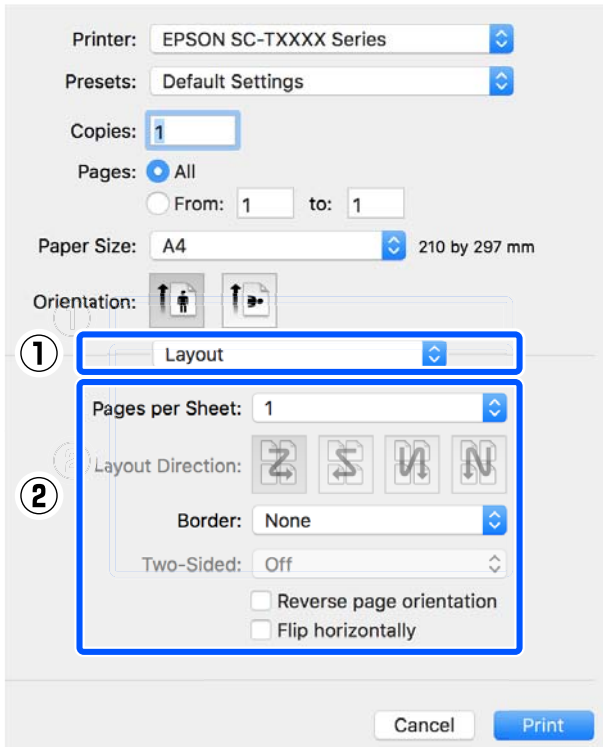 Printer: EPSON SC-TXXXX Series
Presets: Default Settings
Copies: 1
Pages: All
From: 1 to: 1
Paper Size: A4 210 by 297 mm
Orientation:
① Layout
Pages per Sheet: 1
② Layout Direction:
Border: None
Two-Sided: Off
Reverse page orientation
Flip horizontally
Cancel Print